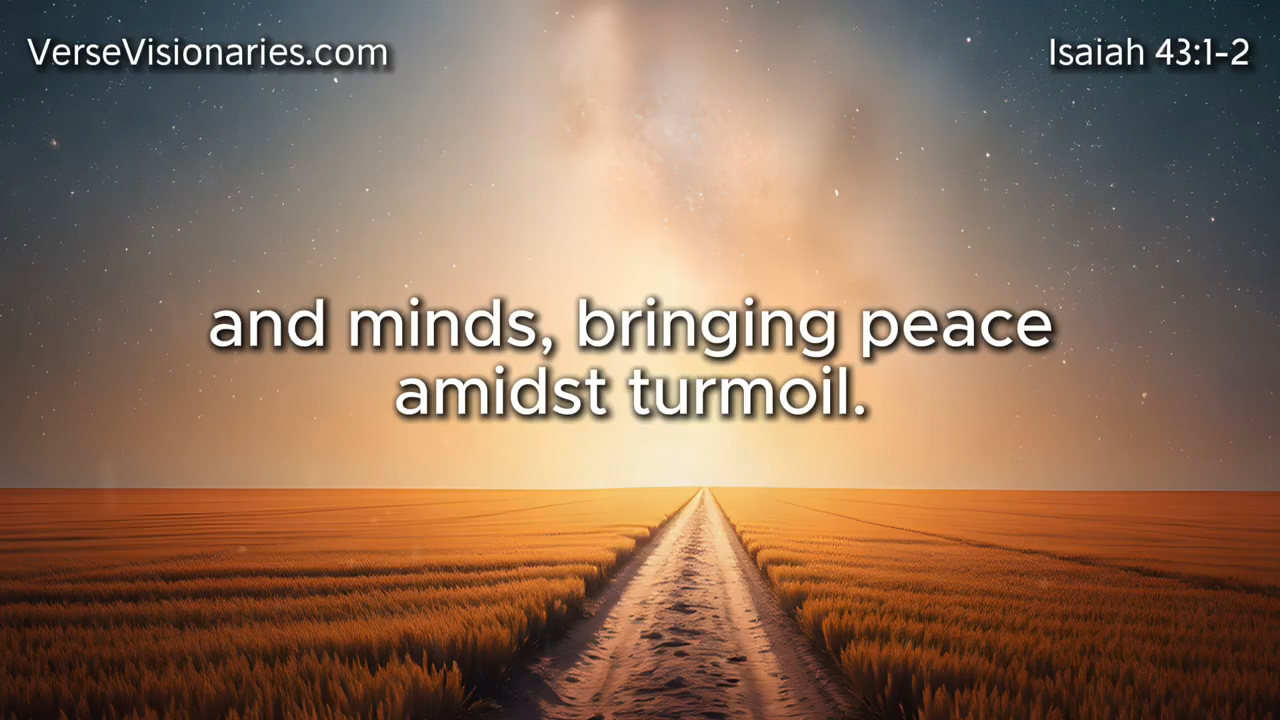 VerseVisionaries.com
Isaiah 43:1-2
and minds, bringing peace
amidst turmoil.